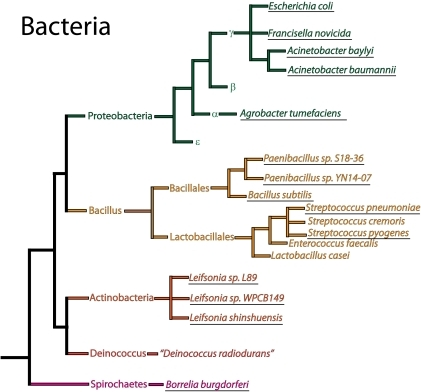 Bacteria
Escherichia coli
γ
Francisella novicida
Acinetobacter baylyi
Acinetobacter baumannii
β
Proteobacteria
α
Agrobacter tumefaciens
ε
Paenibacillus sp. S18-36
Paenibacillus sp. YN14-07
Bacillales
Bacillus subtilis
Bacillus
Streptococcus pneumoniae
Streptococcus cremoris
Streptococcus pyogenes
Lactobacillales
Enterococcus faecalis
Lactobacillus casei
Leifsonia sp. L89
Actinobacteria
Leifsonia sp. WPCB149
Leifsonia shinshuensis
Deinococcus
"Deinococcus radiodurans"
Spirochaetes
Borrelia burgdorferi